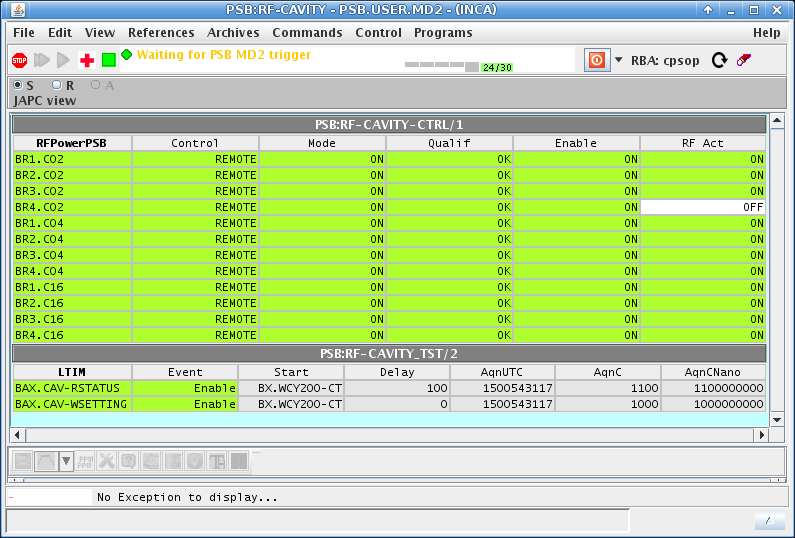 PSB:RF-CAVITY - PSB.USER.MD2 - (INCA)
File Edit View References Archives Commands Control Programs Help
STOP Waiting for PSB MD2 trigger 24/30 RBA: cpsop
S R A
JAPC view
PSB:RF-CAVITY-CTRL/1
RFPowerPSB Control Mode Qualif Enable RF Act
BR1.C02 REMOTE ON OK ON ON
BR2.C02 REMOTE ON OK ON ON
BR3.C02 REMOTE ON OK ON ON
BR4.C02 REMOTE ON OK ON OFF
BR1.C04 REMOTE ON OK ON ON
BR2.C04 REMOTE ON OK ON ON
BR3.C04 REMOTE ON OK ON ON
BR4.C04 REMOTE ON OK ON ON
BR1.C16 REMOTE ON OK ON ON
BR2.C16 REMOTE ON OK ON ON
BR3.C16 REMOTE ON OK ON ON
BR4.C16 REMOTE ON OK ON ON
PSB:RF-CAVITY_TST/2
LTIM Event Start Delay AqnUTC AqnC AqnCNano
BAX.CAV-RSTATUS Enable BX.WCY200-CT 100 1500543117 1100 1100000000
BAX.CAV-WSETTING Enable BX.WCY200-CT 0 1500543117 1000 1000000000
PPM
PPM
- No Exception to display...